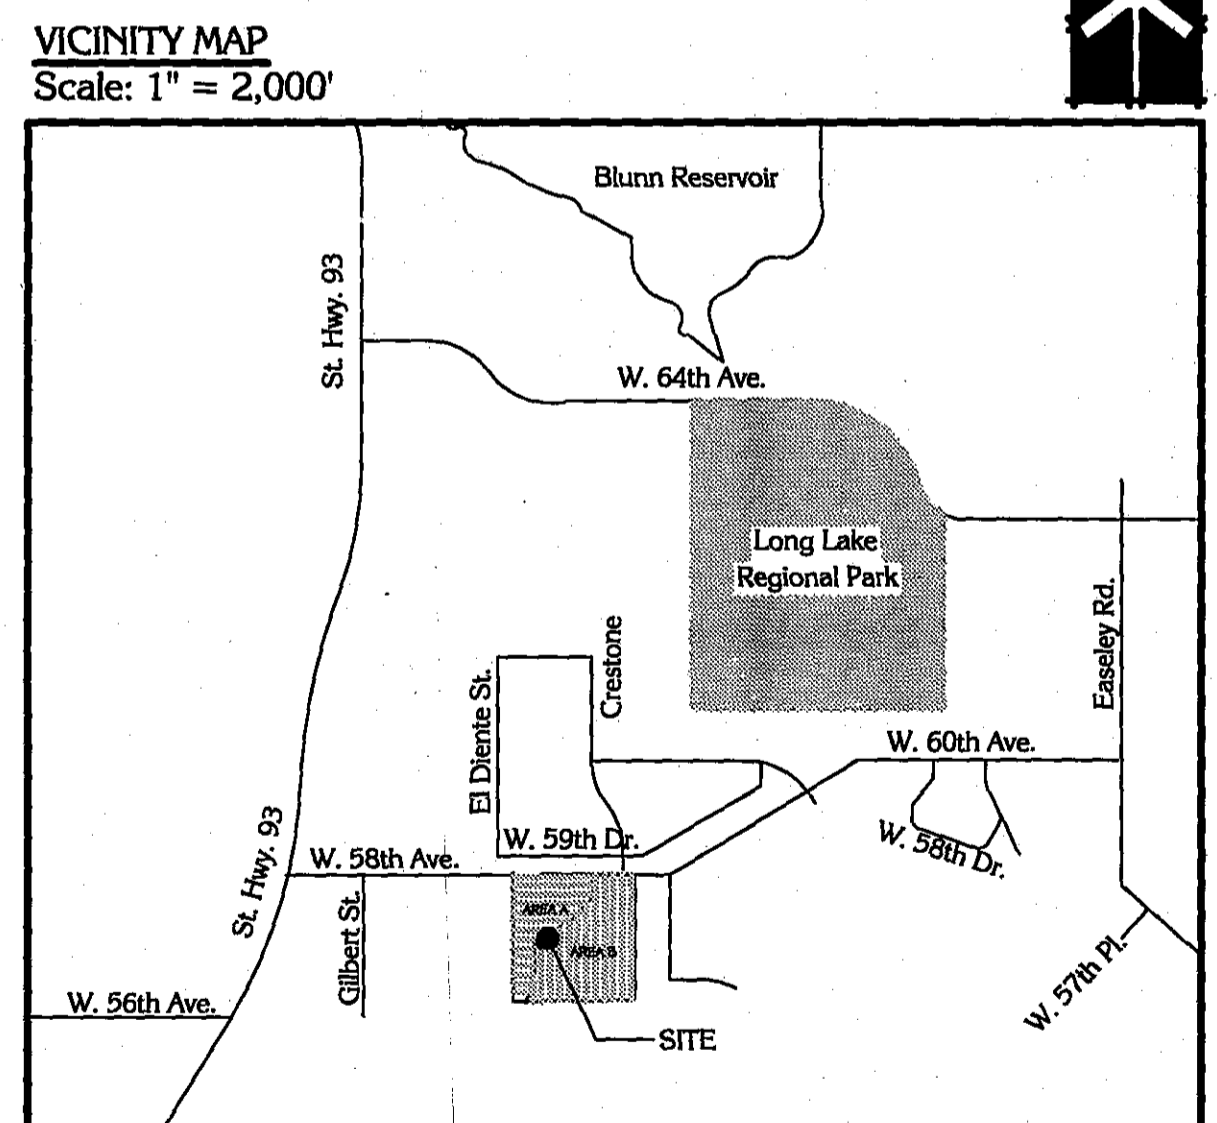 VICINITY MAP
Scale: 1" = 2,000'
Blunn Reservoir
St. Hwy. 93
W. 64th Ave.
Long Lake
Regional Park
Easeley Rd.
Crestone
El Diente St.
W. 60th Ave.
W. 59th Dr.
W. 58th Dr.
W. 58th Ave.
St. Hwy. 93
Gilbert St.
AREA A
AREA B
W. 57th Pl.
W. 56th Ave.
SITE